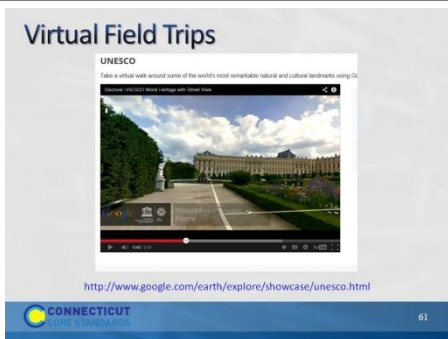 Virtual Field Trips
UNESCO
Take a virtual walk around some of the world's most remarkable natural and cultural landmarks using Go
Discover UNESCO World Heritage with Street View
Google
http://www.google.com/earth/explore/showcase/unesco.html
CONNECTICUT
CORE STANDARDS
61